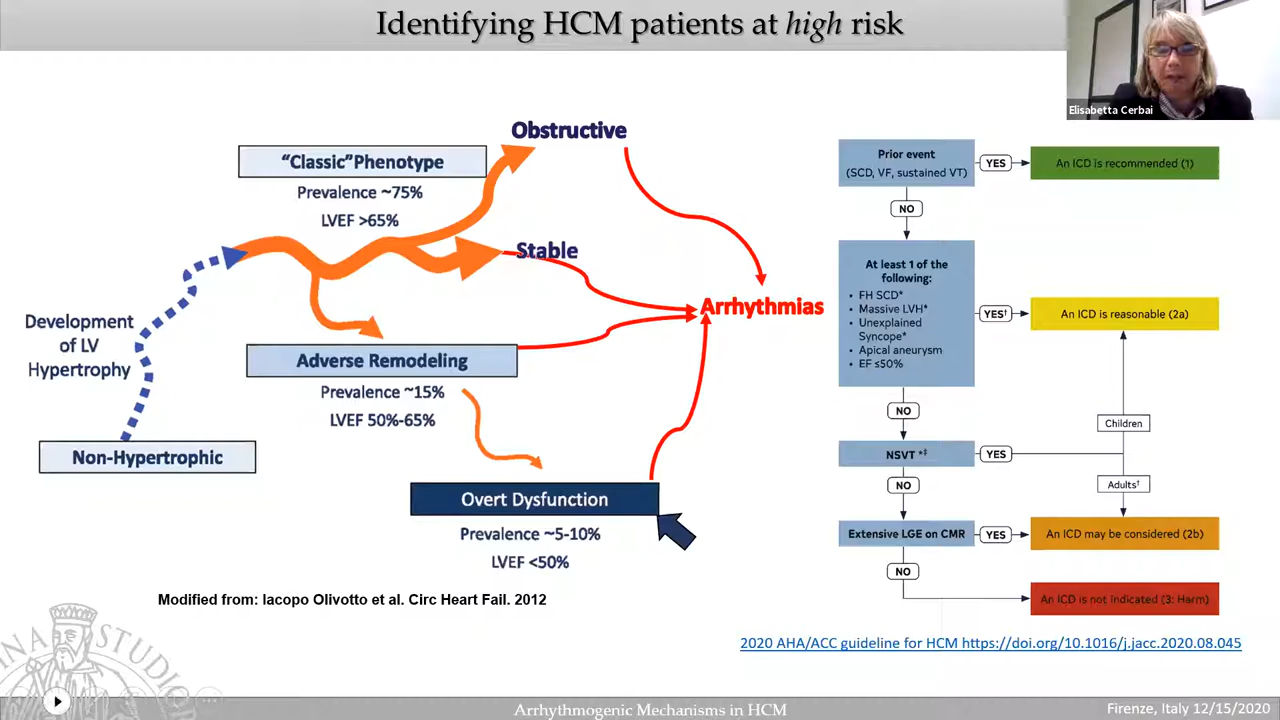 Identifying HCM patients at high risk
Elisabetta Cerbai
Obstructive
“Classic”Phenotype
Prevalence ~75%
LVEF >65%
Stable
Arrhythmias
Development
of LV
Hypertrophy
Adverse Remodeling
Prevalence ~15%
LVEF 50%-65%
Non-Hypertrophic
Overt Dysfunction
Prevalence ~5-10%
LVEF <50%
Modified from: Iacopo Olivotto et al. Circ Heart Fail. 2012
Prior event
(SCD, VF, sustained VT)
YES
An ICD is recommended (1)
NO
At least 1 of the
following:
• FH SCD*
• Massive LVH*
• Unexplained
Syncope*
• Apical aneurysm
• EF ≤50%
YES†
An ICD is reasonable (2a)
NO
Children
NSVT *‡
YES
Adults†
NO
Extensive LGE on CMR
YES
An ICD may be considered (2b)
NO
An ICD is not indicated (3: Harm)
2020 AHA/ACC guideline for HCM https://doi.org/10.1016/j.jacc.2020.08.045
NA STUDIO
Arrhythmogenic Mechanisms in HCM
Firenze, Italy 12/15/2020